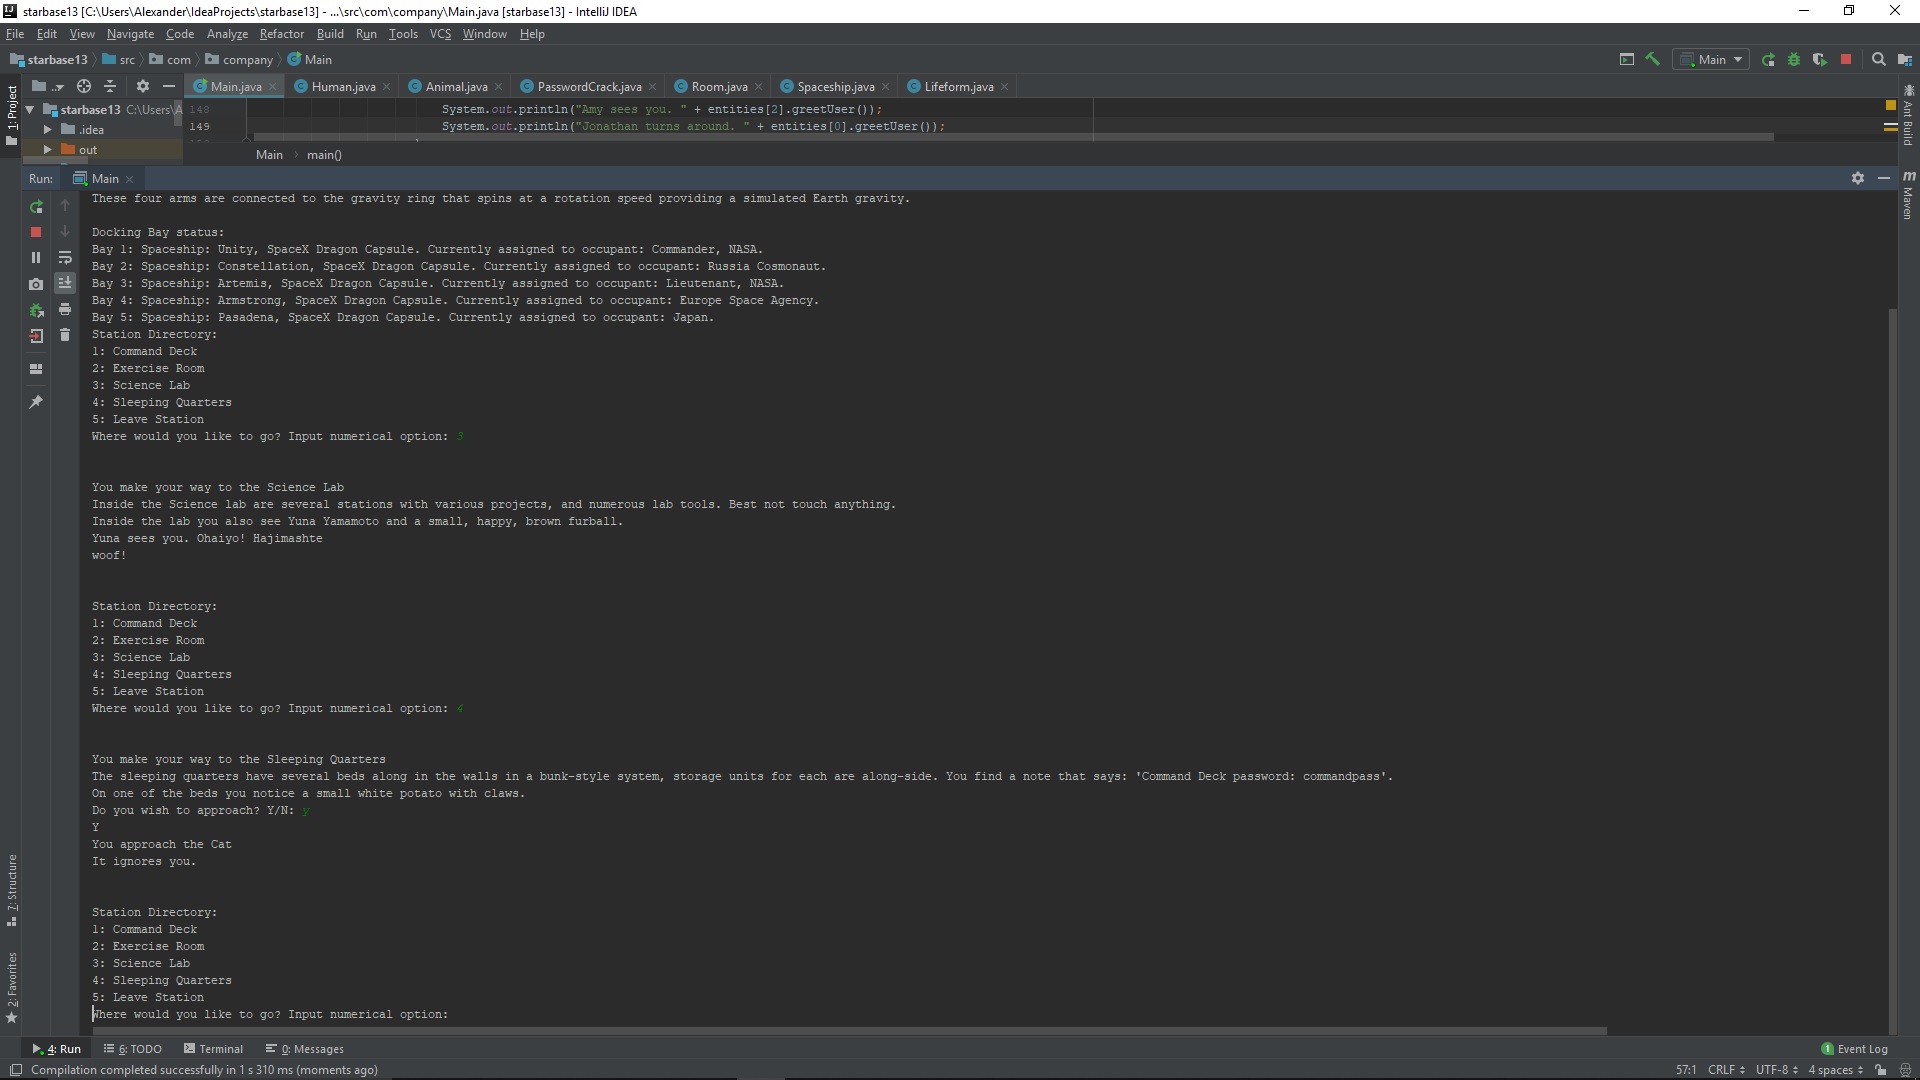 starbase13 [C:\Users\Alexander\IdeaProjects\starbase13] - ...\src\com\company\Main.java [starbase13] - IntelliJ IDEA
File Edit View Navigate Code Analyze Refactor Build Run Tools VCS Window Help
starbase13 src com company Main Main
1: Project
Main.java Human.java Animal.java PasswordCrack.java Room.java Spaceship.java Lifeform.java
starbase13 C:\Users\A
.idea
out
148 System.out.println("Amy sees you. " + entities[2].greetUser());
149 System.out.println("Jonathan turns around. " + entities[0].greetUser());
Main main()
Ant Build
Maven
Run: Main
These four arms are connected to the gravity ring that spins at a rotation speed providing a simulated Earth gravity.
Docking Bay status:
Bay 1: Spaceship: Unity, SpaceX Dragon Capsule. Currently assigned to occupant: Commander, NASA.
Bay 2: Spaceship: Constellation, SpaceX Dragon Capsule. Currently assigned to occupant: Russia Cosmonaut.
Bay 3: Spaceship: Artemis, SpaceX Dragon Capsule. Currently assigned to occupant: Lieutenant, NASA.
Bay 4: Spaceship: Armstrong, SpaceX Dragon Capsule. Currently assigned to occupant: Europe Space Agency.
Bay 5: Spaceship: Pasadena, SpaceX Dragon Capsule. Currently assigned to occupant: Japan.
Station Directory:
1: Command Deck
2: Exercise Room
3: Science Lab
4: Sleeping Quarters
5: Leave Station
Where would you like to go? Input numerical option: 3
You make your way to the Science Lab
Inside the Science lab are several stations with various projects, and numerous lab tools. Best not touch anything.
Inside the lab you also see Yuna Yamamoto and a small, happy, brown furball.
Yuna sees you. Ohaiyo! Hajimashte
woof!
Station Directory:
1: Command Deck
2: Exercise Room
3: Science Lab
4: Sleeping Quarters
5: Leave Station
Where would you like to go? Input numerical option: 4
You make your way to the Sleeping Quarters
The sleeping quarters have several beds along in the walls in a bunk-style system, storage units for each are along-side. You find a note that says: 'Command Deck password: commandpass'.
On one of the beds you notice a small white potato with claws.
Do you wish to approach? Y/N: y
Y
You approach the Cat
It ignores you.
Station Directory:
1: Command Deck
2: Exercise Room
3: Science Lab
4: Sleeping Quarters
5: Leave Station
Where would you like to go? Input numerical option:
7: Structure
2: Favorites
4: Run 6: TODO Terminal 0: Messages 1 Event Log
Compilation completed successfully in 1 s 310 ms (moments ago) 57:1 CRLF UTF-8 4 spaces